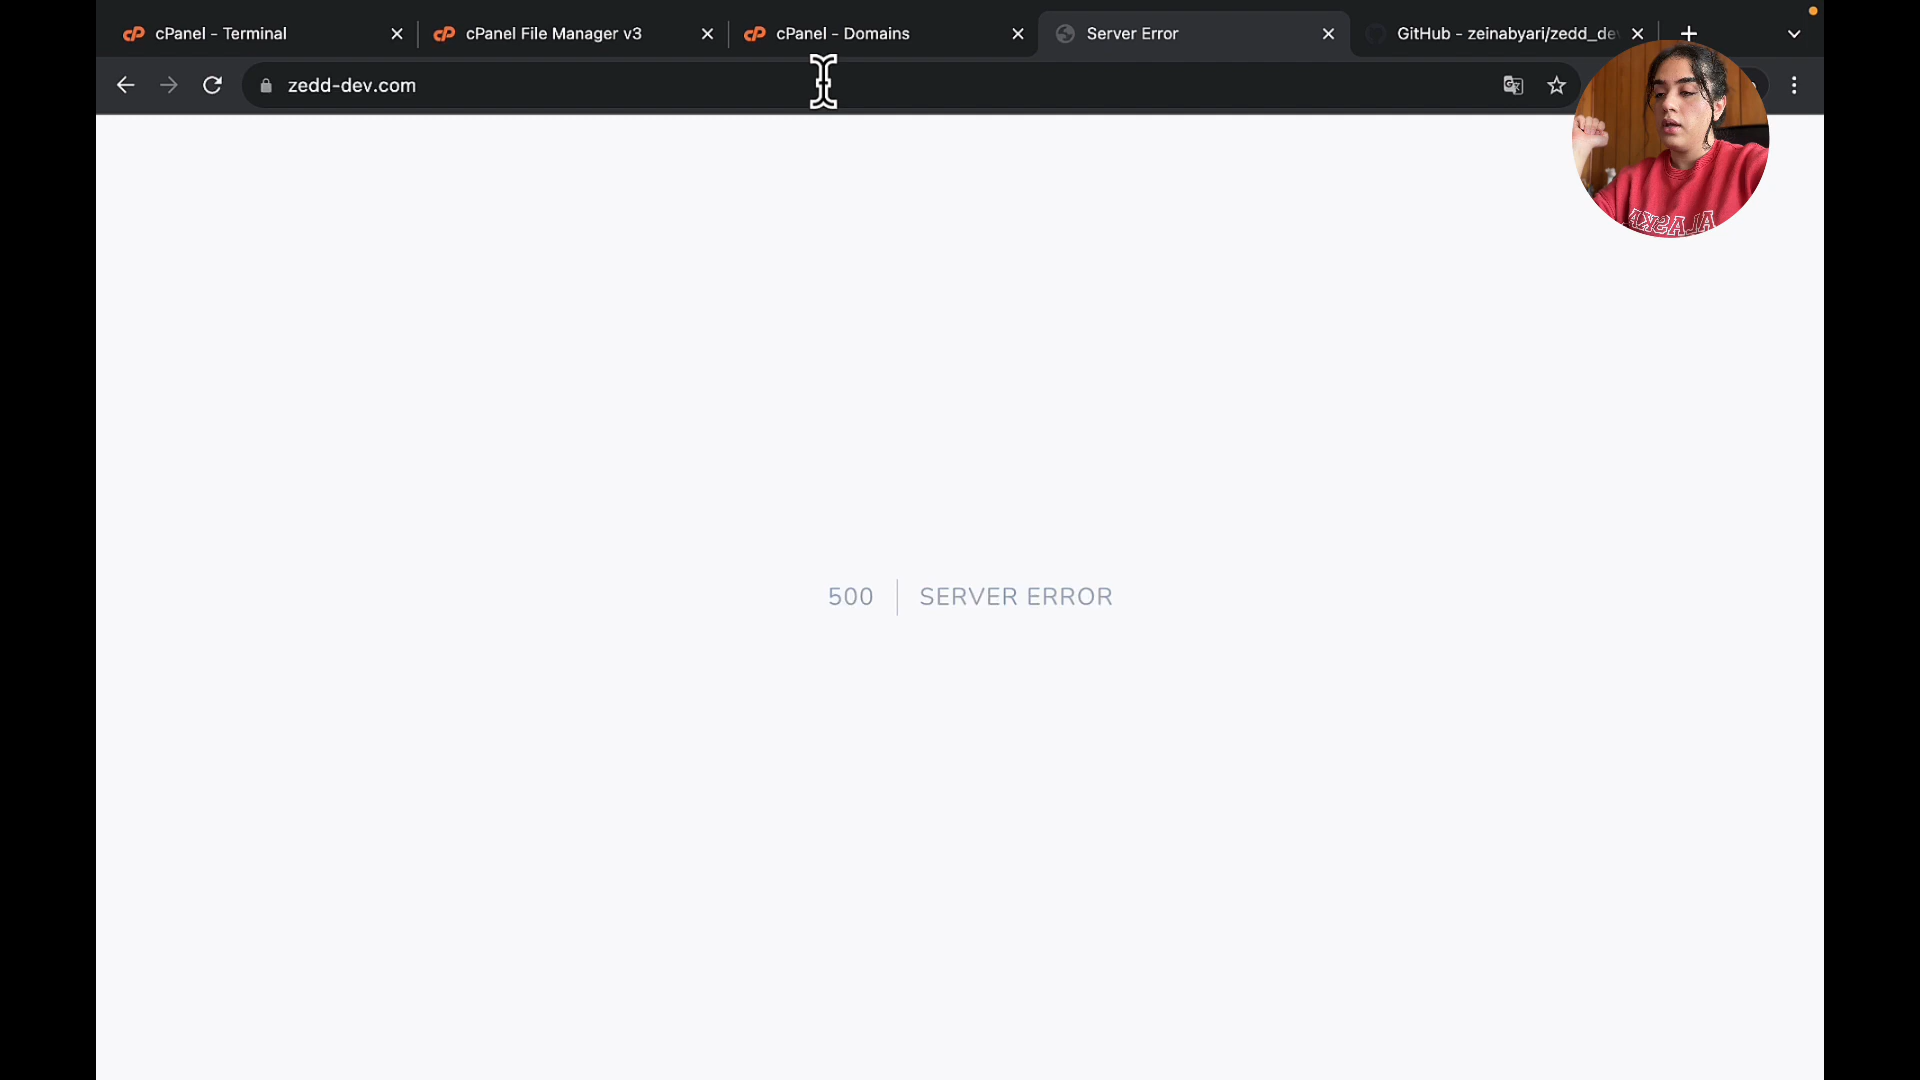 cPanel - Terminal
cPanel File Manager v3
cPanel - Domains
Server Error
GitHub - zeinabyari/zedd_de
zedd-dev.com
ALASKA
500 | SERVER ERROR